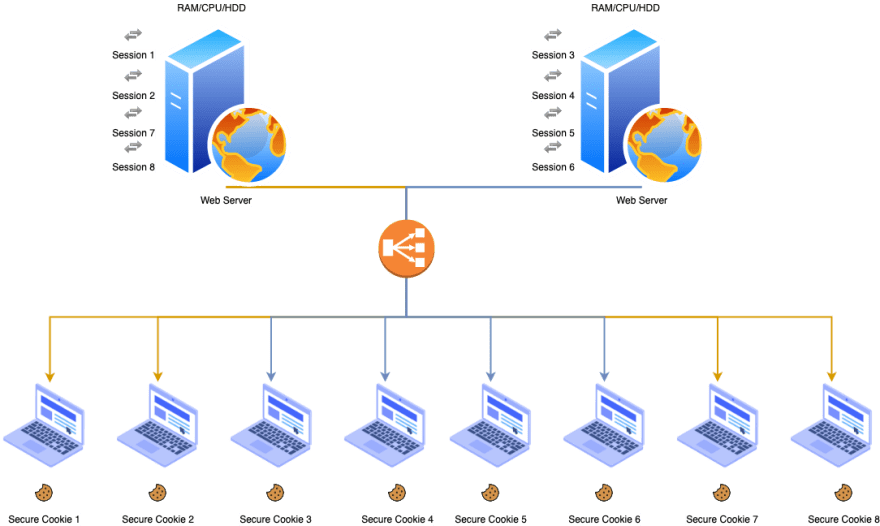 RAM/CPU/HDD
RAM/CPU/HDD
Session 1
Session 2
Session 7
Session 8
Session 3
Session 4
Session 5
Session 6
Web Server
Web Server
Secure Cookie 1
Secure Cookie 2
Secure Cookie 3
Secure Cookie 4
Secure Cookie 5
Secure Cookie 6
Secure Cookie 7
Secure Cookie 8